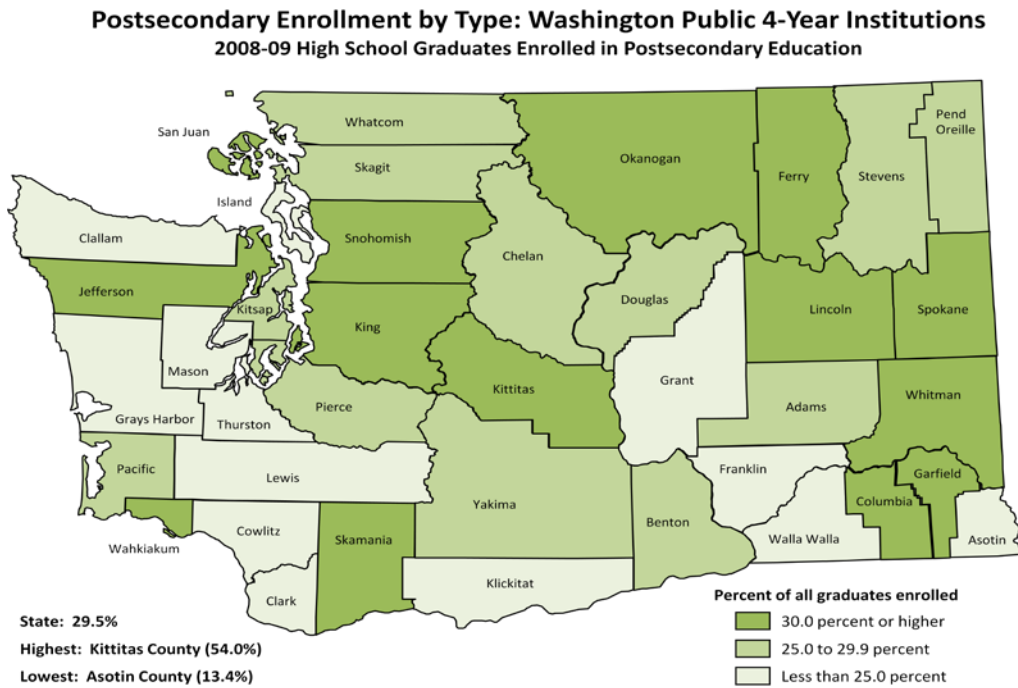 Postsecondary Enrollment by Type: Washington Public 4-Year Institutions
2008-09 High School Graduates Enrolled in Postsecondary Education
San Juan
Whatcom
Skagit
Island
Clallam
Snohomish
Jefferson
Kitsap
King
Mason
Grays Harbor
Thurston
Pierce
Pacific
Lewis
Wahkiakum
Cowlitz
Clark
Skamania
Okanogan
Ferry
Stevens
Pend
Oreille
Chelan
Douglas
Lincoln
Spokane
Kittitas
Grant
Adams
Whitman
Yakima
Benton
Franklin
Walla Walla
Columbia
Garfield
Asotin
Klickitat
State: 29.5%
Highest: Kittitas County (54.0%)
Lowest: Asotin County (13.4%)
Percent of all graduates enrolled
30.0 percent or higher
25.0 to 29.9 percent
Less than 25.0 percent